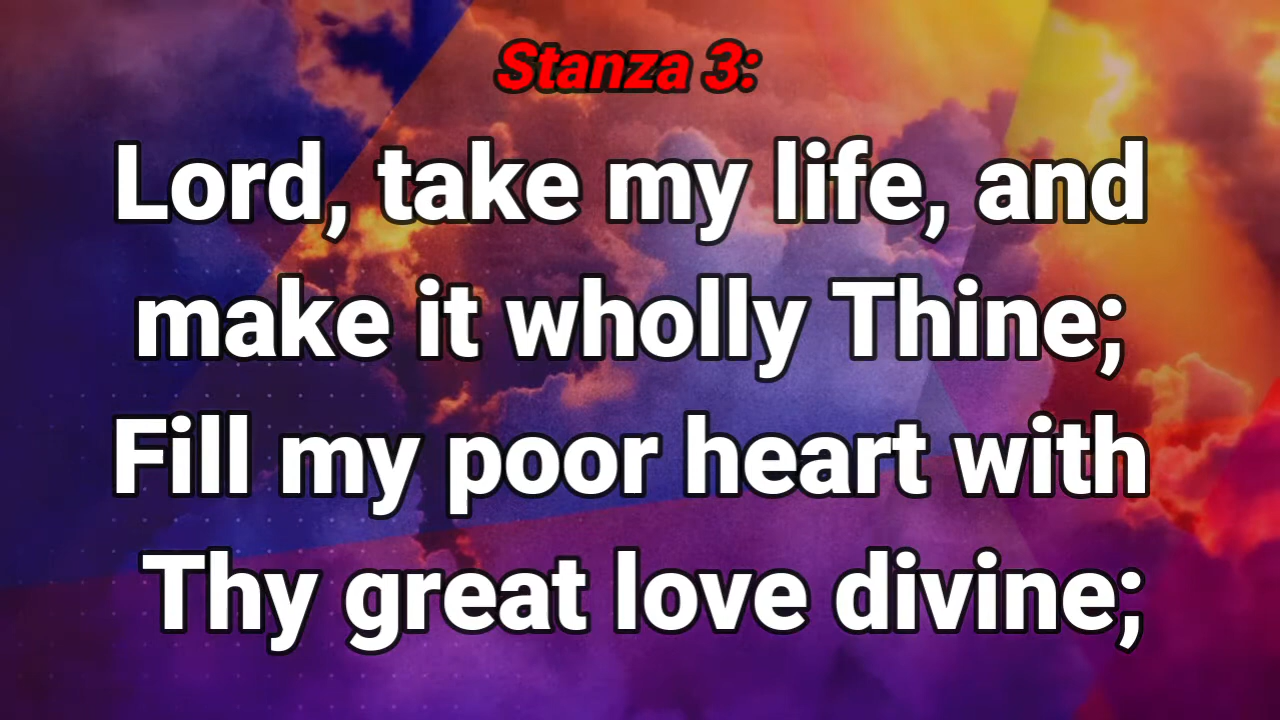 Stanza 3:
Lord, take my life, and
make it wholly Thine;
Fill my poor heart with
Thy great love divine;